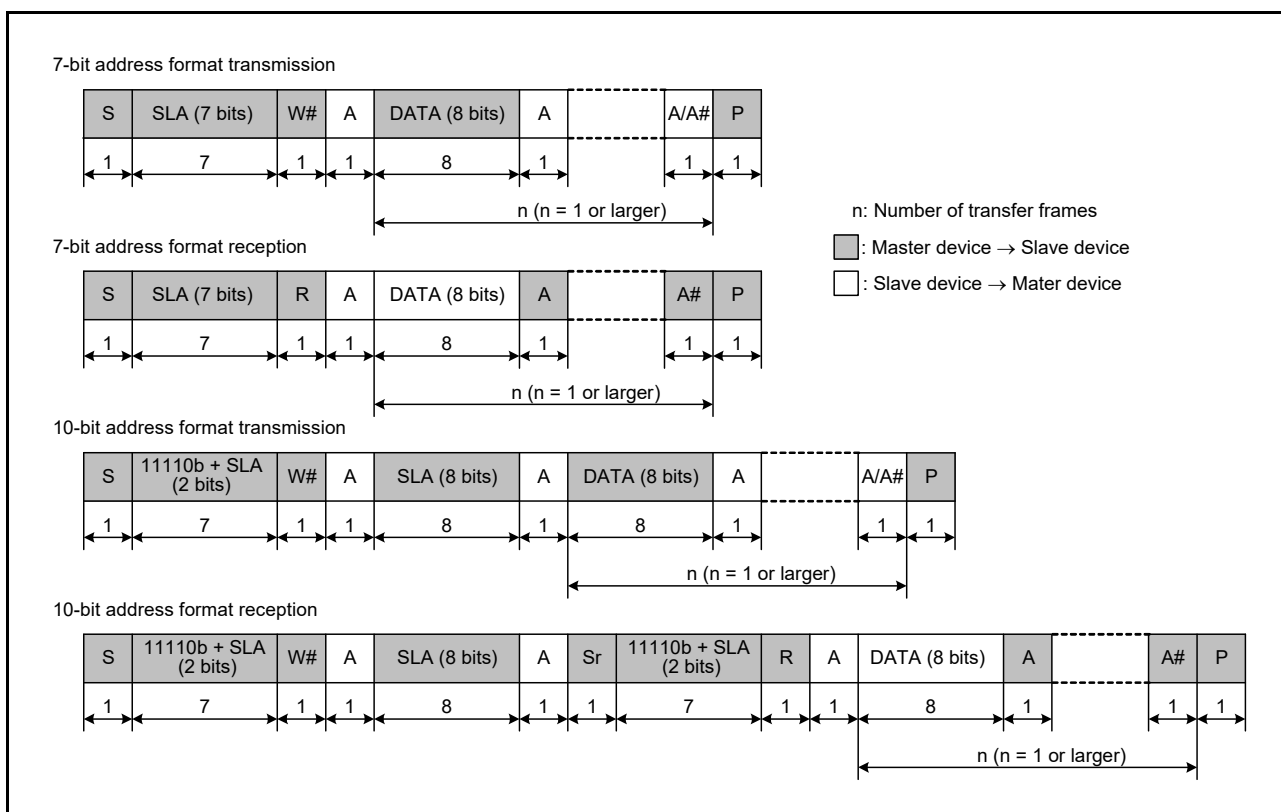 7-bit address format transmission
S SLA (7 bits) W# A DATA (8 bits) A A/A# P
1 7 1 1 8 1 1 1
n (n = 1 or larger)
n: Number of transfer frames
: Master device → Slave device
: Slave device → Mater device
7-bit address format reception
S SLA (7 bits) R A DATA (8 bits) A A# P
1 7 1 1 8 1 1 1
n (n = 1 or larger)
10-bit address format transmission
S 11110b + SLA (2 bits) W# A SLA (8 bits) A DATA (8 bits) A A/A# P
1 7 1 1 8 1 8 1 1 1
n (n = 1 or larger)
10-bit address format reception
S 11110b + SLA (2 bits) W# A SLA (8 bits) A Sr 11110b + SLA (2 bits) R A DATA (8 bits) A A# P
1 7 1 1 8 1 1 7 1 1 8 1 1 1
n (n = 1 or larger)